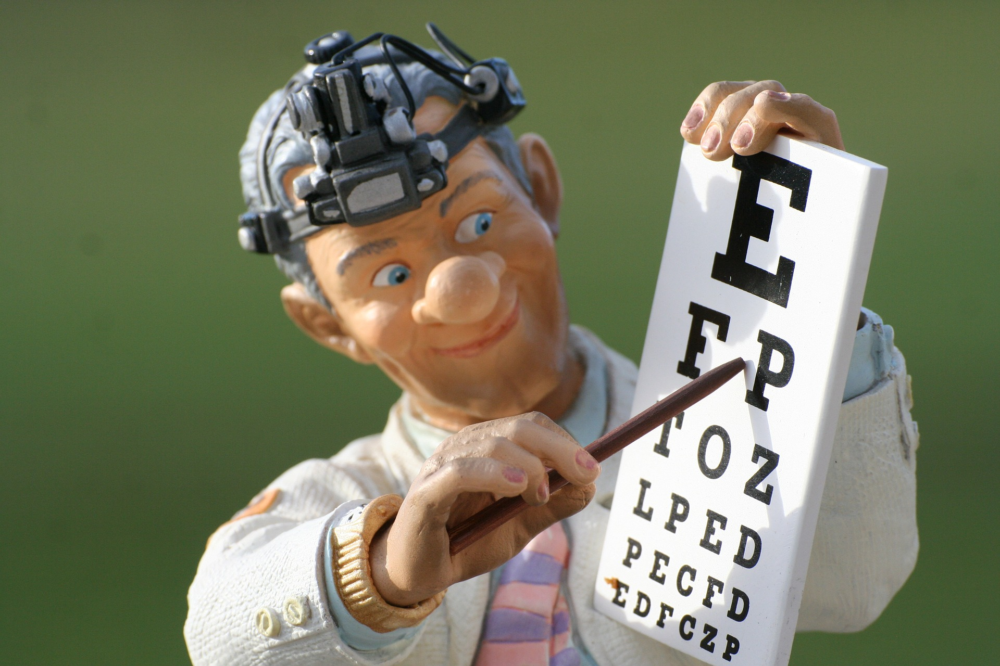 E
F P
T O Z
L P E D
P E C F D
E D F C Z P